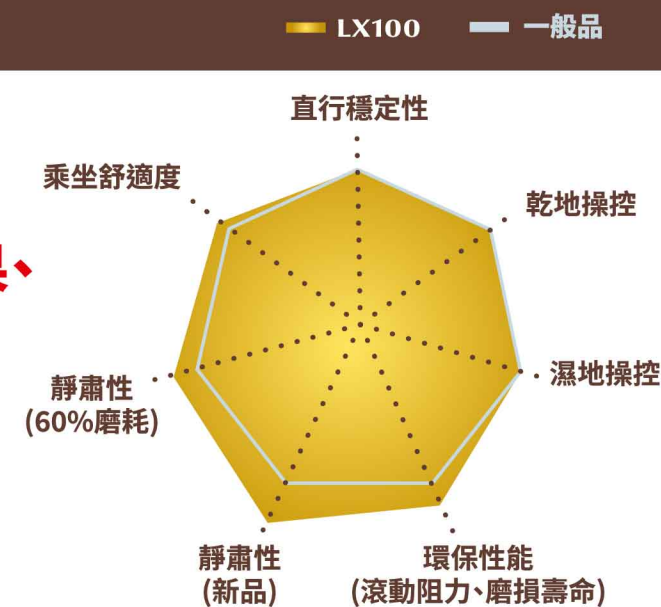 LX100 一般品
直行穩定性
乘坐舒適度
乾地操控
、
濕地操控
靜肅性
(60%磨耗)
靜肅性
(新品)
環保性能
(滾動阻力、磨損壽命)